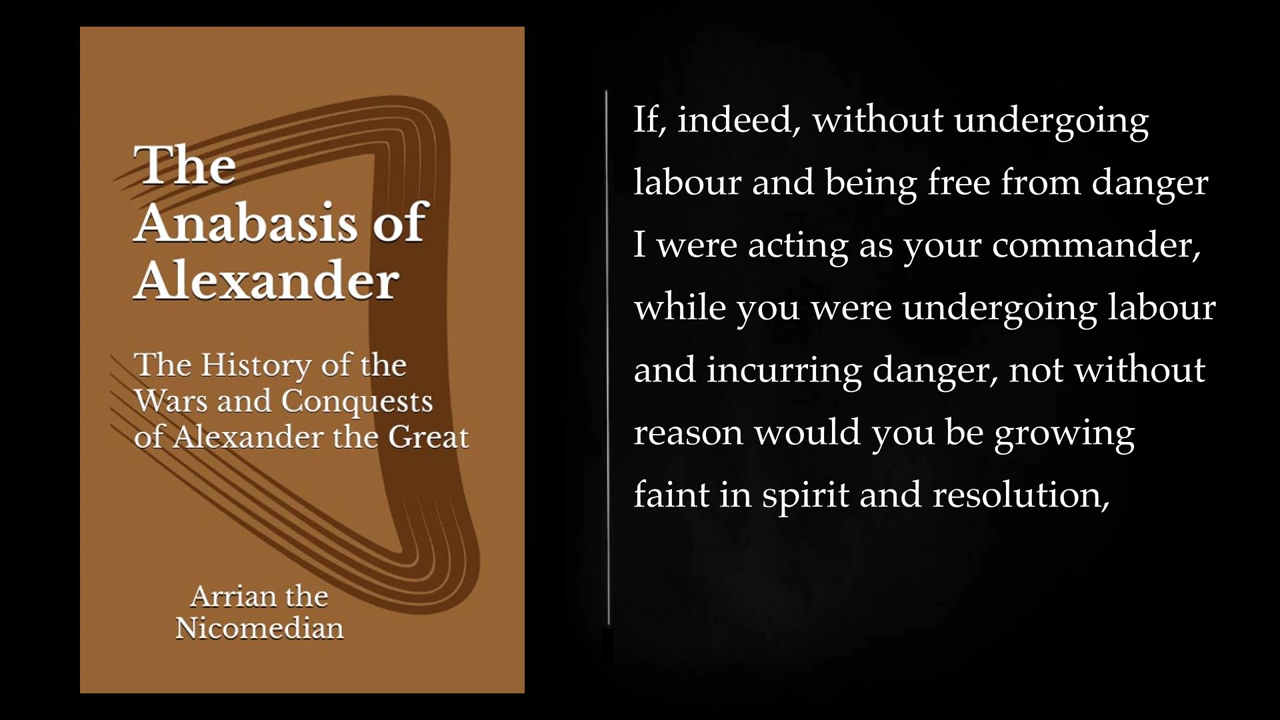 The
Anabasis of
Alexander
The History of the
Wars and Conquests
of Alexander the Great
Arrian the
Nicomedian
If, indeed, without undergoing
labour and being free from danger
I were acting as your commander,
while you were undergoing labour
and incurring danger, not without
reason would you be growing
faint in spirit and resolution,